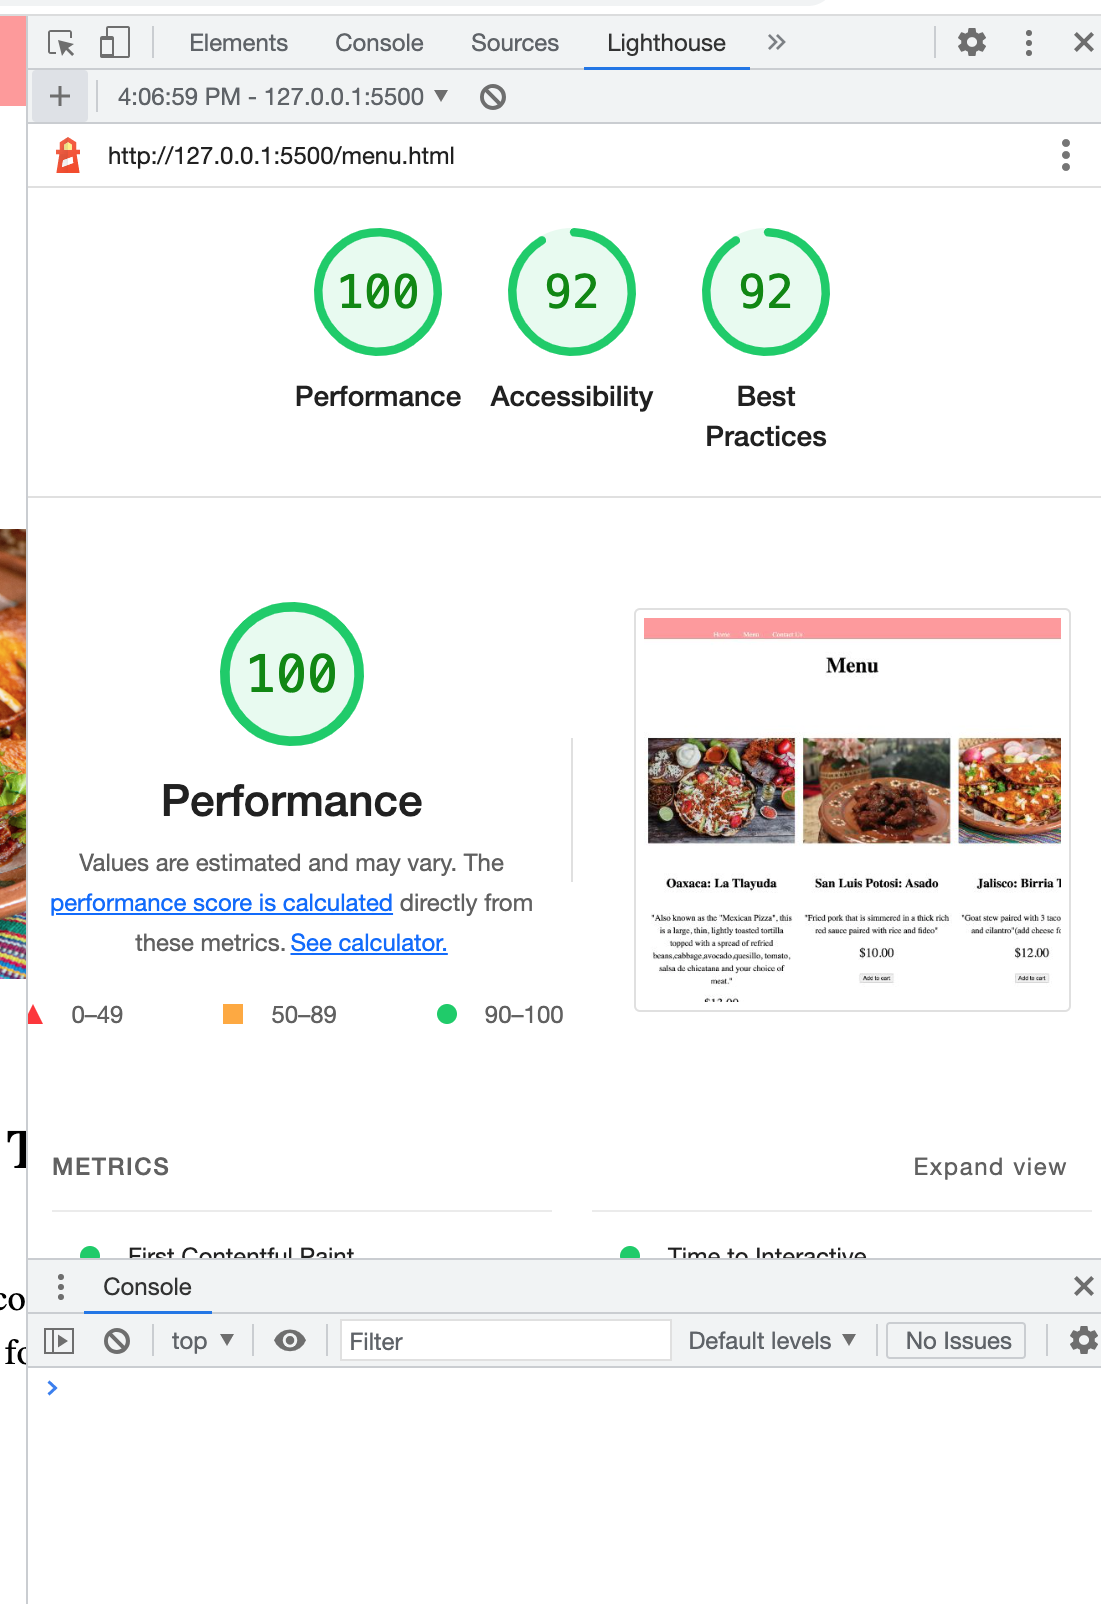 Elements Console Sources Lighthouse
4:06:59 PM - 127.0.0.1:5500
http://127.0.0.1:5500/menu.html
100 92 92
Performance Accessibility Best
Practices
100
Performance
Values are estimated and may vary. The
performance score is calculated directly from
these metrics. See calculator.
0–49 50–89 90–100
Home Menu Contact Us
Menu
Oaxaca: La Tlayuda
"Also known as the "Mexican Pizza", this
is a large, thin, lightly toasted tortilla
topped with a spread of refried
beans,cabbage,avocado,quesillo, tomato,
salsa de chicatana and your choice of
meat."
San Luis Potosi: Asado
"Fried pork that is simmered in a thick rich
red sauce paired with rice and fideo"
$10.00
Add to cart
Jalisco: Birria T
"Goat stew paired with 3 taco
and cilantro"(add cheese fo
$12.00
Add to cart
METRICS Expand view
First Contentful Paint Time to Interactive
T
co
fo
Console
top Filter Default levels No Issues